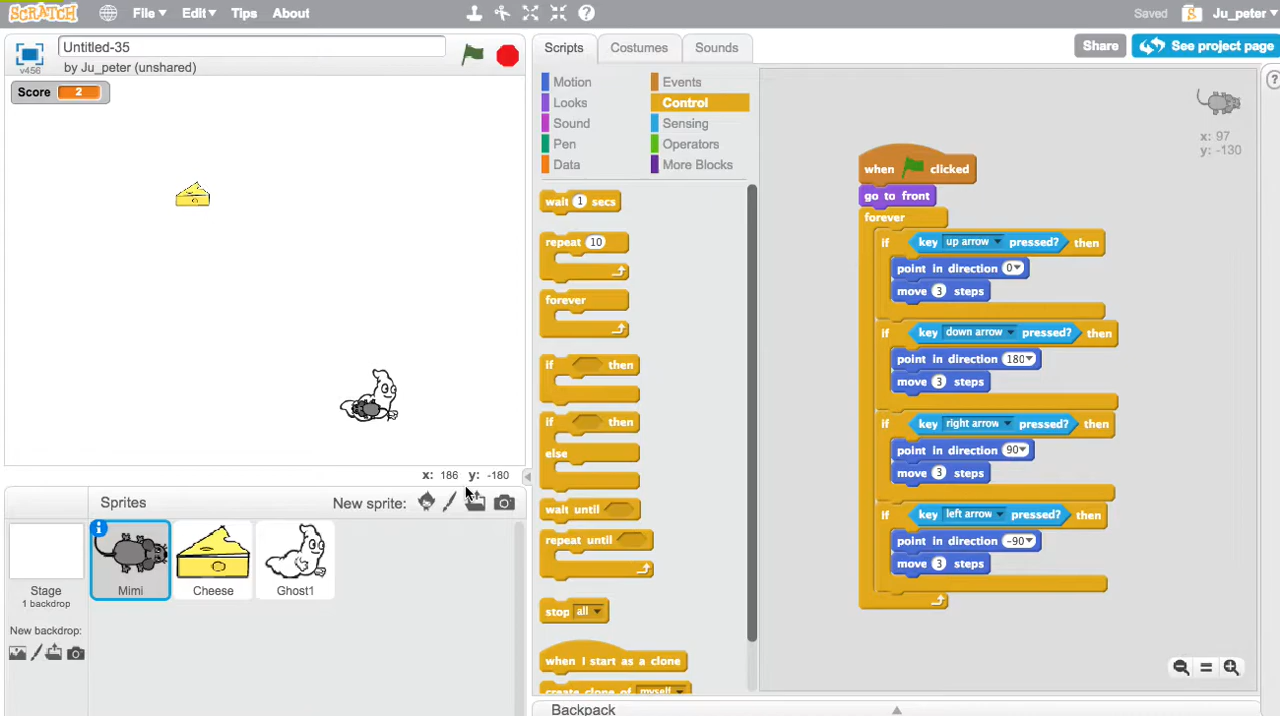 SCRATCH File Edit Tips About Saved Ju_peter
v456 Untitled-35
by Ju_peter (unshared)
Scripts Costumes Sounds Share See project page
Score 2
Motion Events
Looks Control
Sound Sensing
Pen Operators
Data More Blocks
wait 1 secs
repeat 10
forever
if then
if then
else
wait until
repeat until
stop all
when I start as a clone
create clone of myself
x: 97
y: -130
when clicked
go to front
forever
if key up arrow pressed? then
point in direction 0
move 3 steps
if key down arrow pressed? then
point in direction 180
move 3 steps
if key right arrow pressed? then
point in direction 90
move 3 steps
if key left arrow pressed? then
point in direction -90
move 3 steps
x: 186 y: -180
Sprites New sprite:
Stage
1 backdrop
New backdrop:
Mimi Cheese Ghost1
Backpack